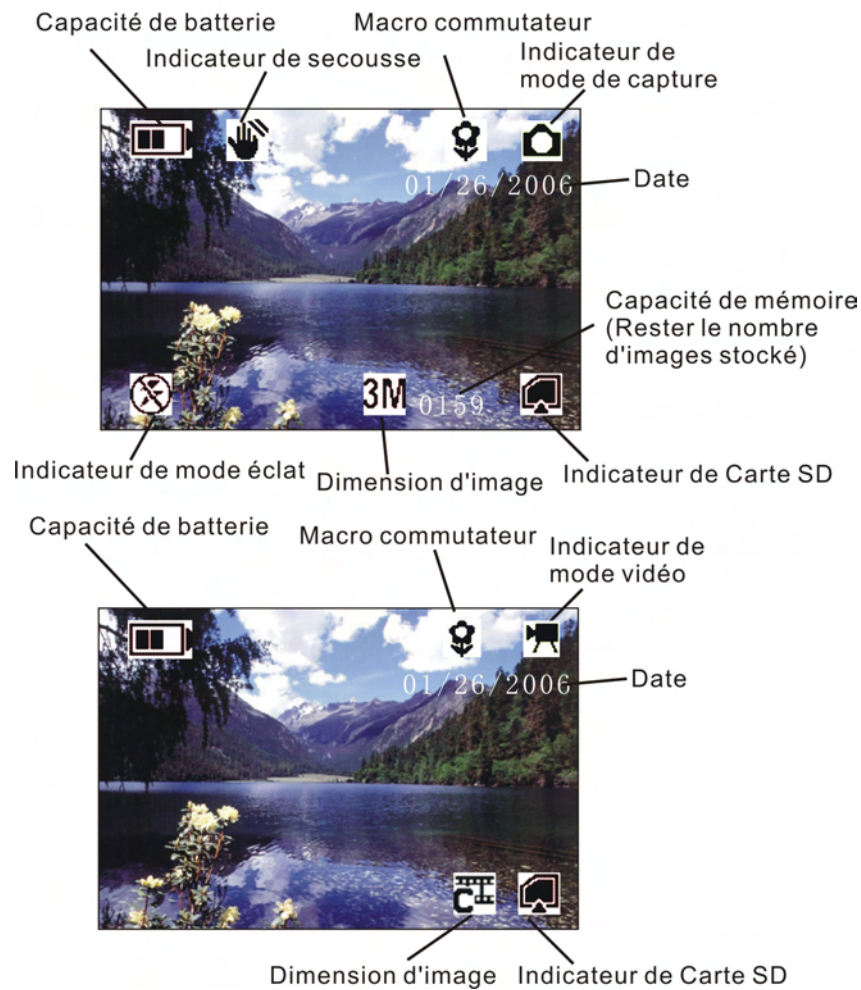 Capacité de batterie
Macro commutateur
Indicateur de secousse
Indicateur de
mode de capture
01/26/2006
Date
Capacité de mémoire
(Rester le nombre
d'images stocké)
3M
0159
Indicateur de mode éclat
Dimension d'image
Indicateur de Carte SD
Capacité de batterie
Macro commutateur
Indicateur de
mode vidéo
01/26/2006
Date
C
Dimension d'image
Indicateur de Carte SD